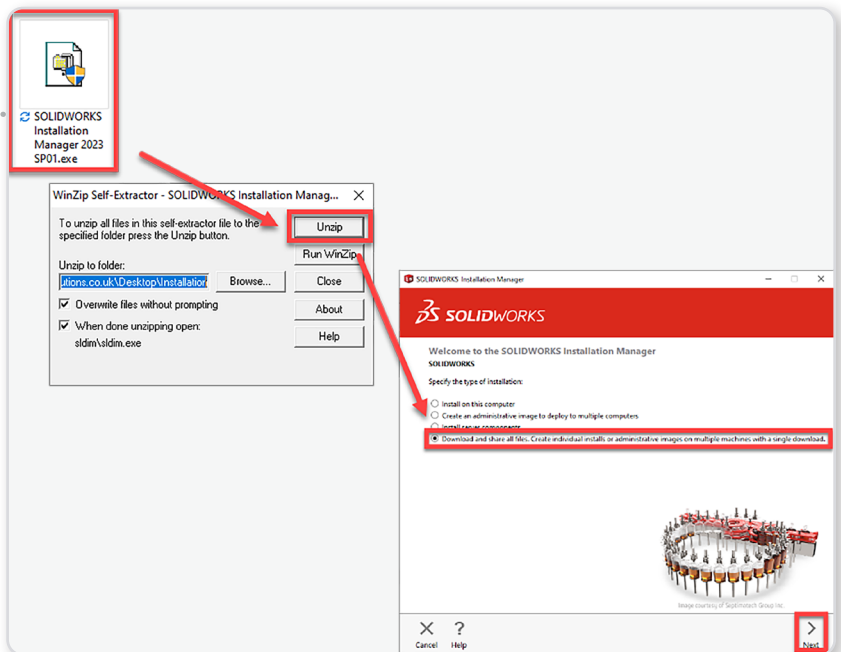 SOLIDWORKS
Installation
Manager 2023
SP01.exe
WinZip Self-Extractor - SOLIDWORKS Installation Manag...
To unzip all files in this self-extractor file to the
specified folder press the Unzip button.
Unzip to folder:
utions.co.uk\Desktop\Installation
Browse...
Overwrite files without prompting
When done unzipping open:
sldim\sldim.exe
Unzip
Run WinZip
Close
About
Help
SOLIDWORKS Installation Manager
SOLIDWORKS
Welcome to the SOLIDWORKS Installation Manager
SOLIDWORKS
Specify the type of installation:
Install on this computer
Create an administrative image to deploy to multiple computers
Install server components
Download and share all files. Create individual installs or administrative images on multiple machines with a single download.
Image courtesy of Septimatech Group Inc.
Cancel
Help
Next